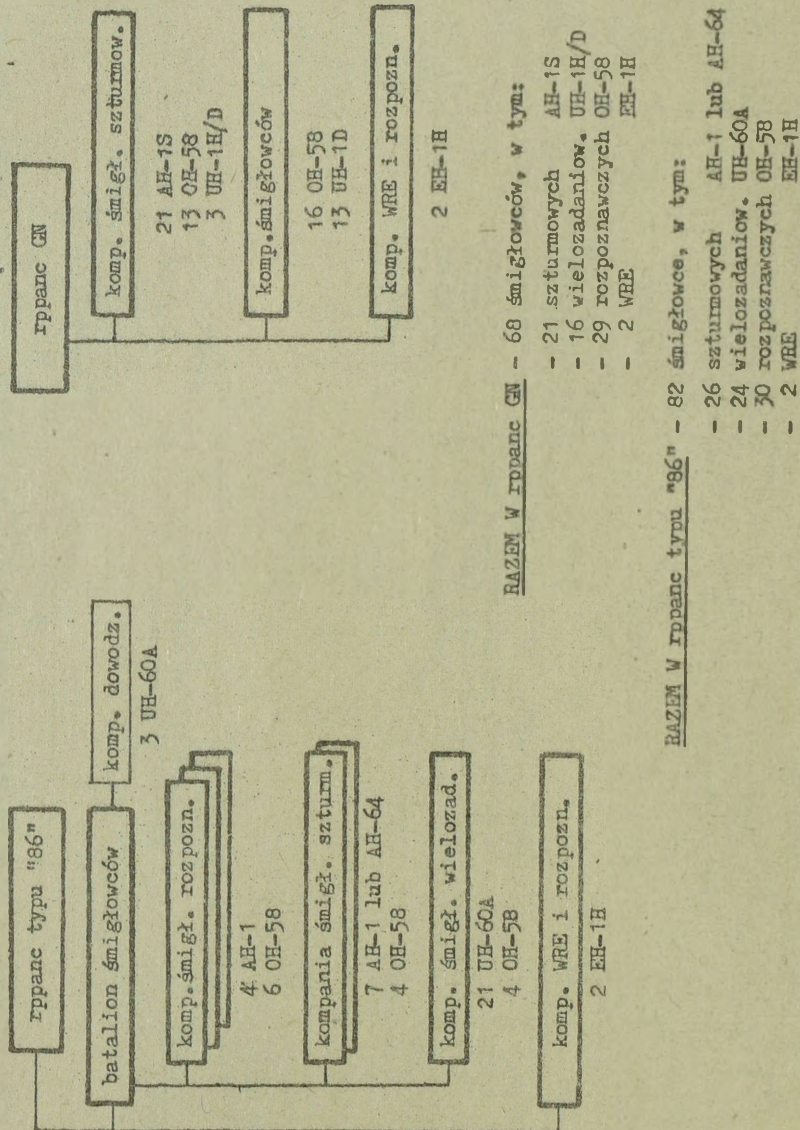 rppanc typu "86"
batalion śmigłowców
komp. dowodz.
3 UH-60A
komp.śmigł. rozpozn.
4 AH-1
6 OH-58
kompania śmigł. szturm.
7 AH-1 lub AH-64
4 OH-58
komp. śmigł. wielozad.
21 UH-60A
4 OH-5B
komp. WRE i rozpozn.
2 EH-1H
rppanc GN
komp. śmigł. szturmow.
21 AH-1S
13 OH-58
3 UH-1H/D
komp.śmigłowców
16 OH-58
13 UH-1D
komp. WRE i rozpozn.
2 EH-1H
RAZEM W rppanc GN - 68 śmigłowców, w tym:
- 21 szturmowych AH-1S
- 16 wielozadaniow. UH-1H/D
- 29 rozpoznawczych OH-58
- 2 WRE EH-1H
RAZEM W rppanc typu "86" - 82 śmigłowce, w tym:
- 26 szturmowych AH-1 lub AH-64
- 24 wielozadaniow. UH-60A
- 30 rozpoznawczych OH-5B
- 2 WRE EH-1H